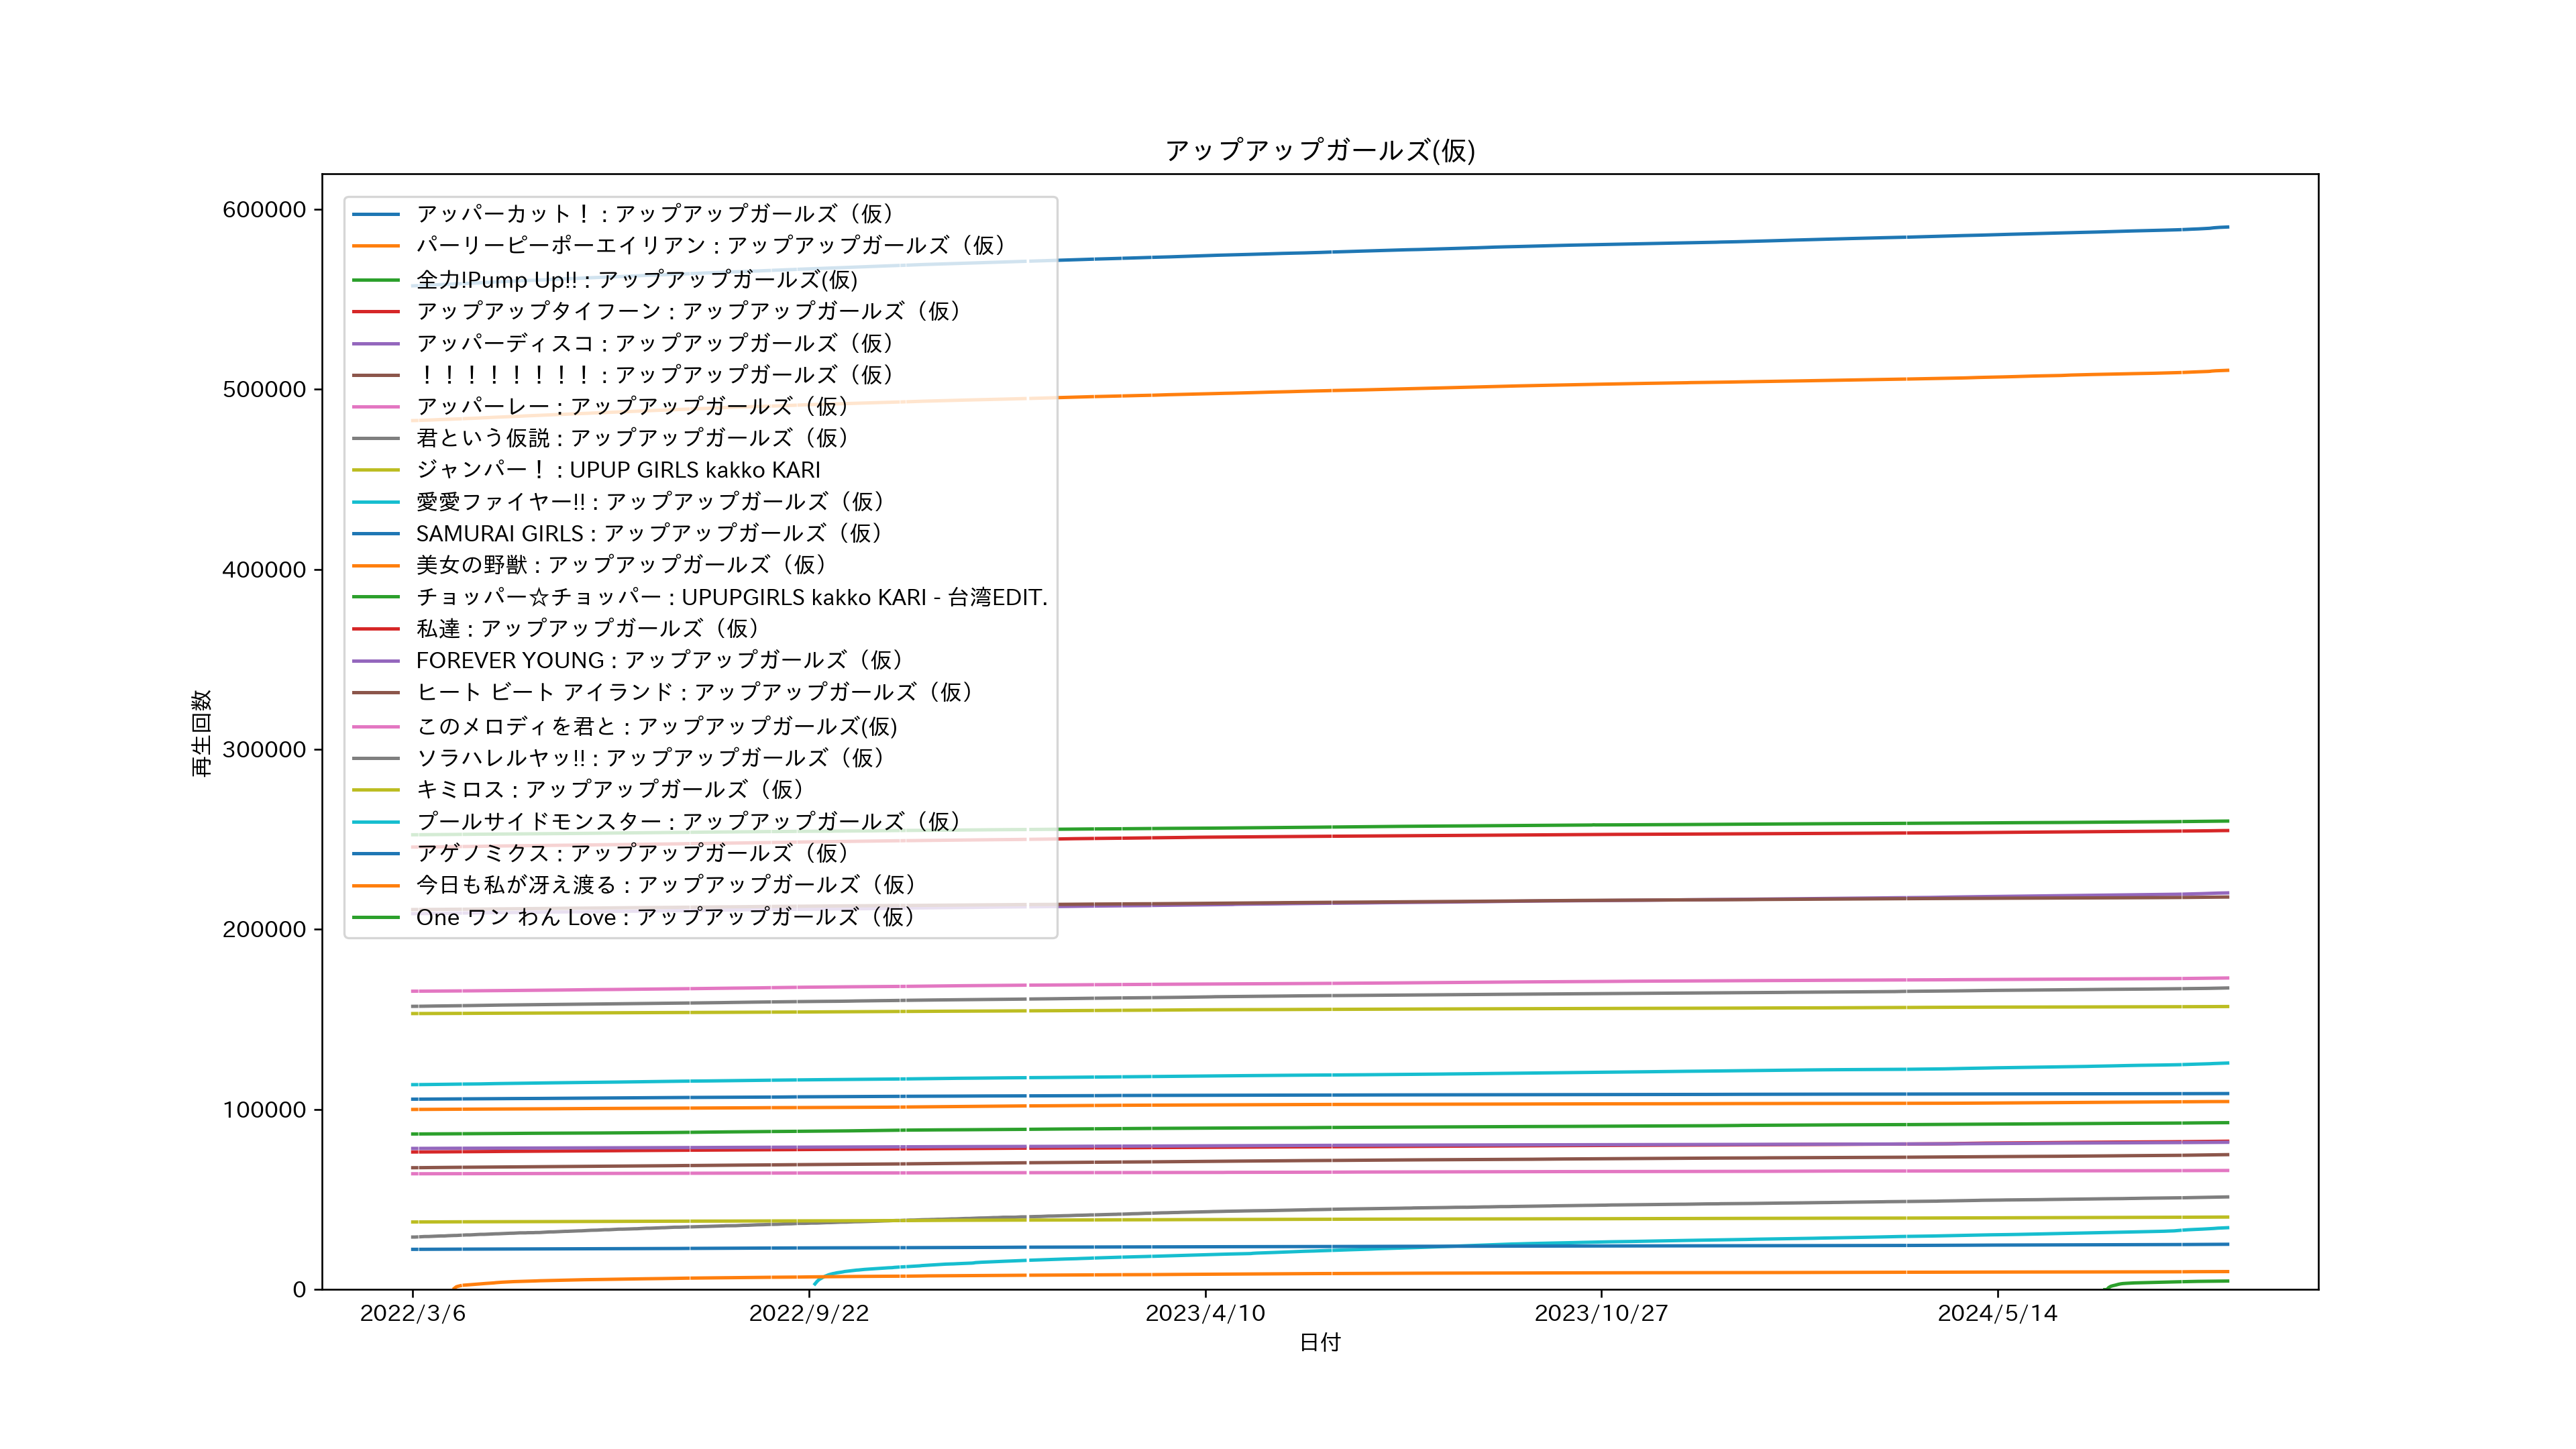 アップアップガールズ(仮)
600000
500000
400000
300000
200000
100000
0
再生回数
アッパーカット！ : アップアップガールズ（仮）
パーリーピーポーエイリアン : アップアップガールズ（仮）
全力!Pump Up!! : アップアップガールズ(仮)
アップアップタイフーン : アップアップガールズ（仮）
アッパーディスコ : アップアップガールズ（仮）
！！！！！！！！ : アップアップガールズ（仮）
アッパーレー : アップアップガールズ（仮）
君という仮説 : アップアップガールズ（仮）
ジャンパー！ : UPUP GIRLS kakko KARI
愛愛ファイヤー!! : アップアップガールズ（仮）
SAMURAI GIRLS : アップアップガールズ（仮）
美女の野獣 : アップアップガールズ（仮）
チョッパー☆チョッパー : UPUPGIRLS kakko KARI - 台湾EDIT.
私達 : アップアップガールズ（仮）
FOREVER YOUNG : アップアップガールズ（仮）
ヒート ビート アイランド : アップアップガールズ（仮）
このメロディを君と : アップアップガールズ(仮)
ソラハレルヤッ!! : アップアップガールズ（仮）
キミロス : アップアップガールズ（仮）
プールサイドモンスター : アップアップガールズ（仮）
アゲノミクス : アップアップガールズ（仮）
今日も私が冴え渡る : アップアップガールズ（仮）
One ワン わん Love : アップアップガールズ（仮）
2022/3/6
2022/9/22
2023/4/10
2023/10/27
2024/5/14
日付